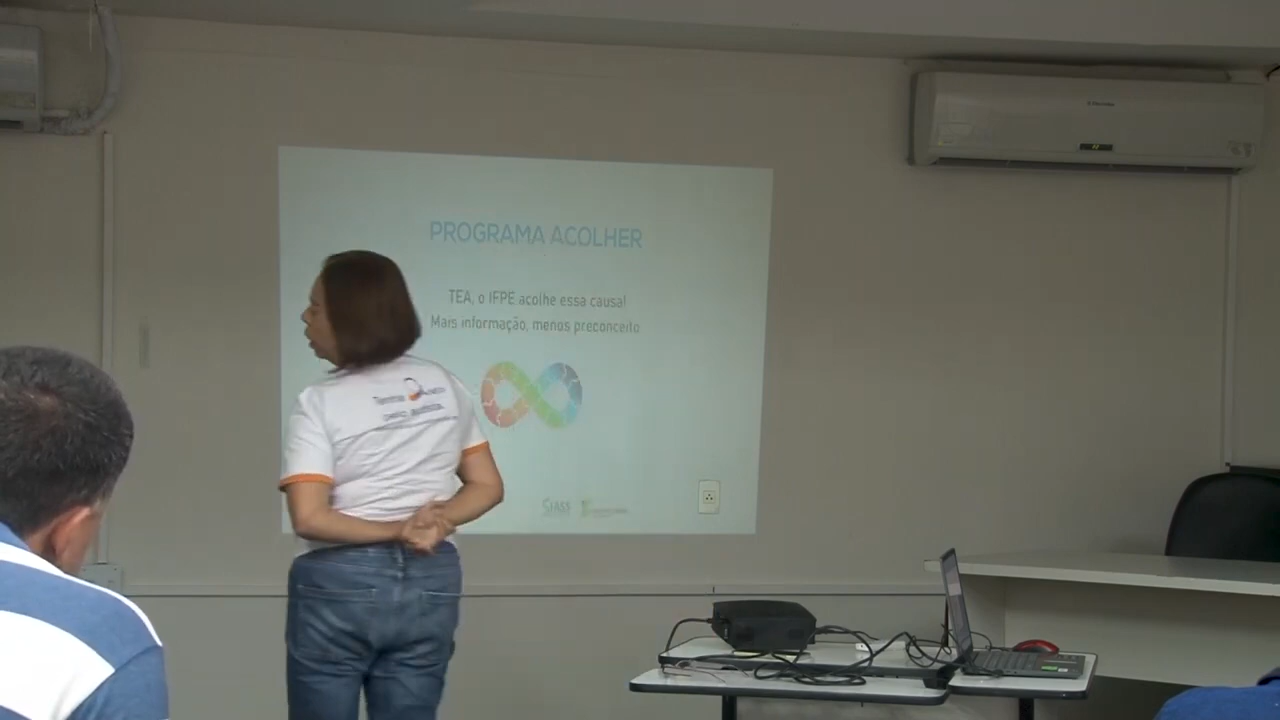 PROGRAMA ACOLHER
TEA, o IFPE acolhe essa causa!
Mais informação, menos preconceito